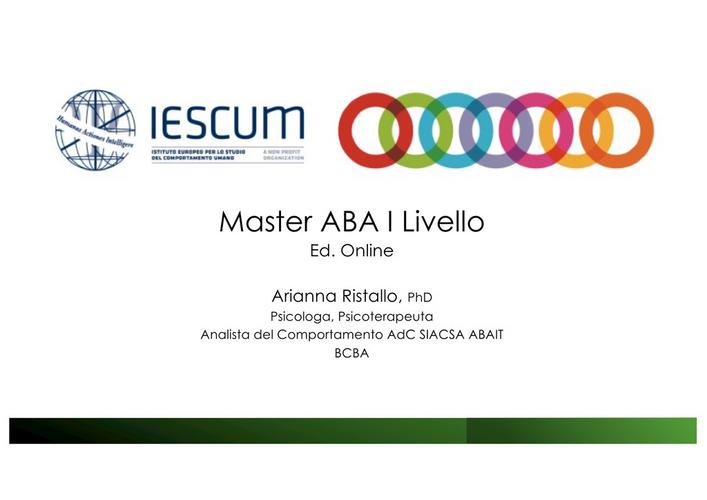 Humanas Actiones Intelligere
IESCUM
ISTITUTO EUROPEO PER LO STUDIO
DEL COMPORTAMENTO UMANO
A NON PROFIT
ORGANIZATION
Master ABA I Livello
Ed. Online
Arianna Ristallo, PhD
Psicologa, Psicoterapeuta
Analista del Comportamento AdC SIACSA ABAIT
BCBA